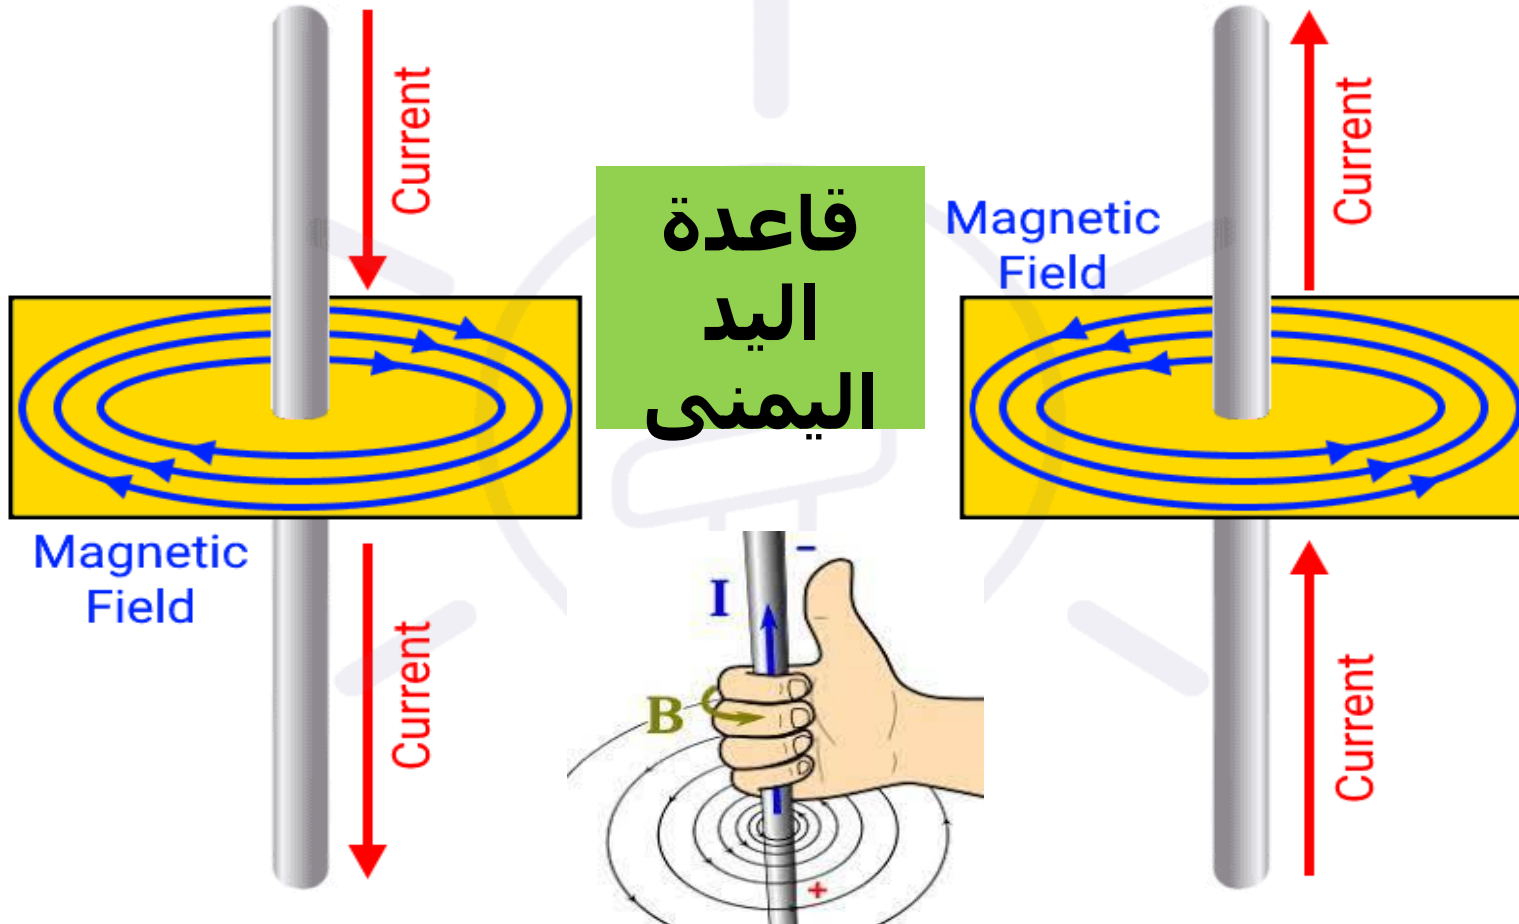 Current
Magnetic
Field
Current
قاعدة
اليد
اليمنى
I
−
B
+
Magnetic
Field
Current
Current